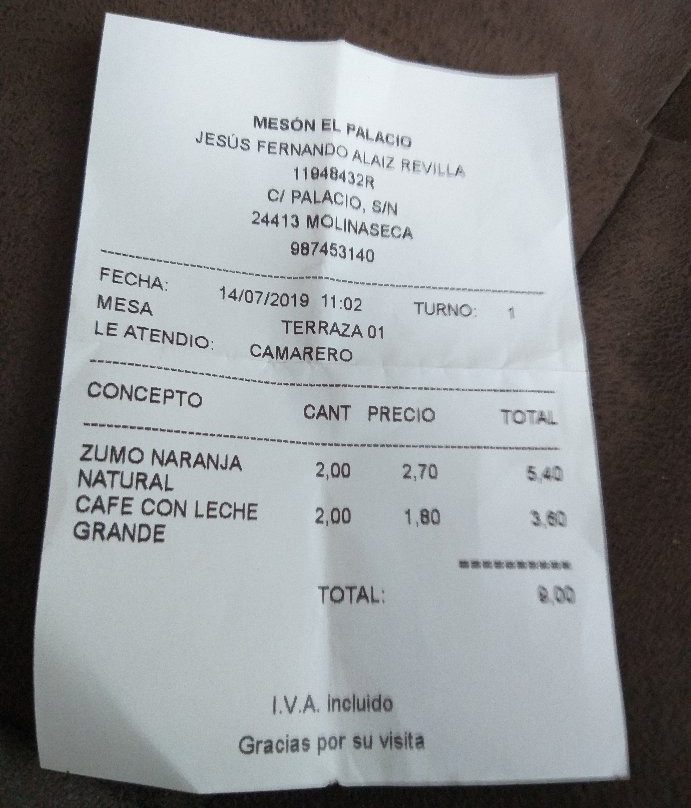 MESÓN EL PALACIO
JESÚS FERNANDO ALAIZ REVILLA
11948432R
C/ PALACIO, S/N
24413 MOLINASECA
987453140
FECHA: 14/07/2019 11:02 TURNO: 1
MESA TERRAZA 01
LE ATENDIO: CAMARERO
CONCEPTO CANT PRECIO TOTAL
ZUMO NARANJA 2,00 2,70 5,40
NATURAL
CAFE CON LECHE 2,00 1,80 3,60
GRANDE
TOTAL: 9,00
I.V.A. incluido
Gracias por su visita